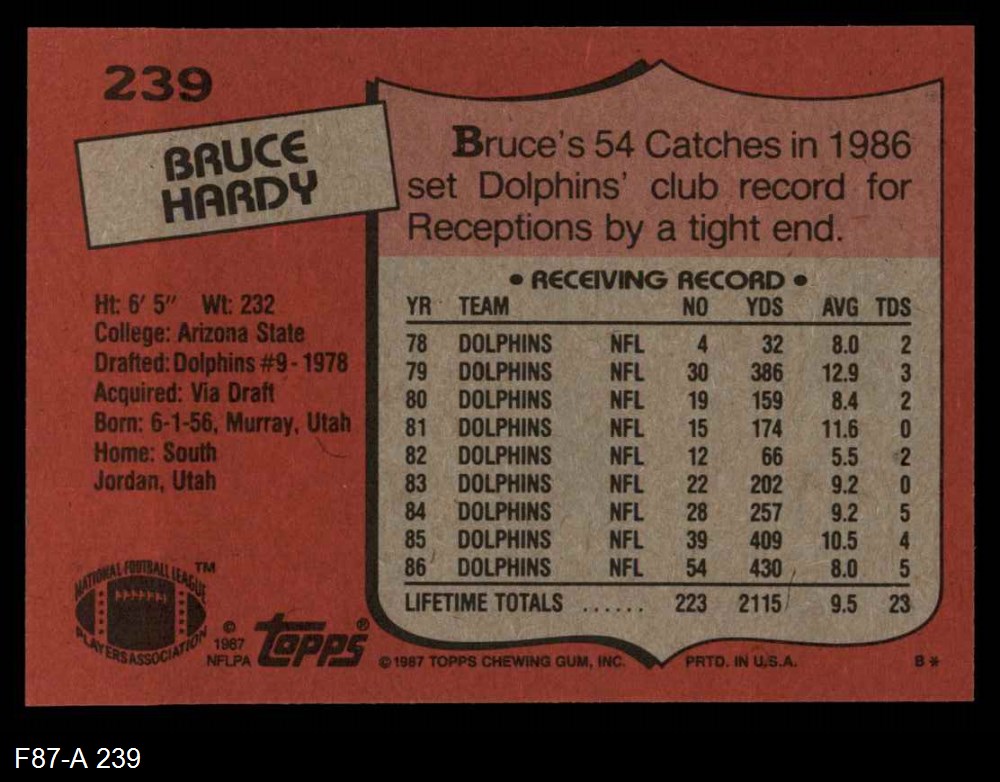 239
BRUCE
HARDY
Bruce's 54 Catches in 1986
set Dolphins' club record for
Receptions by a tight end.
Ht: 6' 5" Wt: 232
College: Arizona State
Drafted: Dolphins #9 - 1978
Acquired: Via Draft
Born: 6-1-56, Murray, Utah
Home: South
Jordan, Utah
• RECEIVING RECORD •
YR TEAM NO YDS AVG TDS
78 DOLPHINS NFL 4 32 8.0 2
79 DOLPHINS NFL 30 386 12.9 3
80 DOLPHINS NFL 19 159 8.4 2
81 DOLPHINS NFL 15 174 11.6 0
82 DOLPHINS NFL 12 66 5.5 2
83 DOLPHINS NFL 22 202 9.2 0
84 DOLPHINS NFL 28 257 9.2 5
85 DOLPHINS NFL 39 409 10.5 4
86 DOLPHINS NFL 54 430 8.0 5
LIFETIME TOTALS ...... 223 2115 9.5 23
NATIONAL FOOTBALL LEAGUE ™
PLAYERS ASSOCIATION
© 1987
NFLPA
topps®
© 1987 TOPPS CHEWING GUM, INC. PRTD. IN U.S.A. B*
F87-A 239